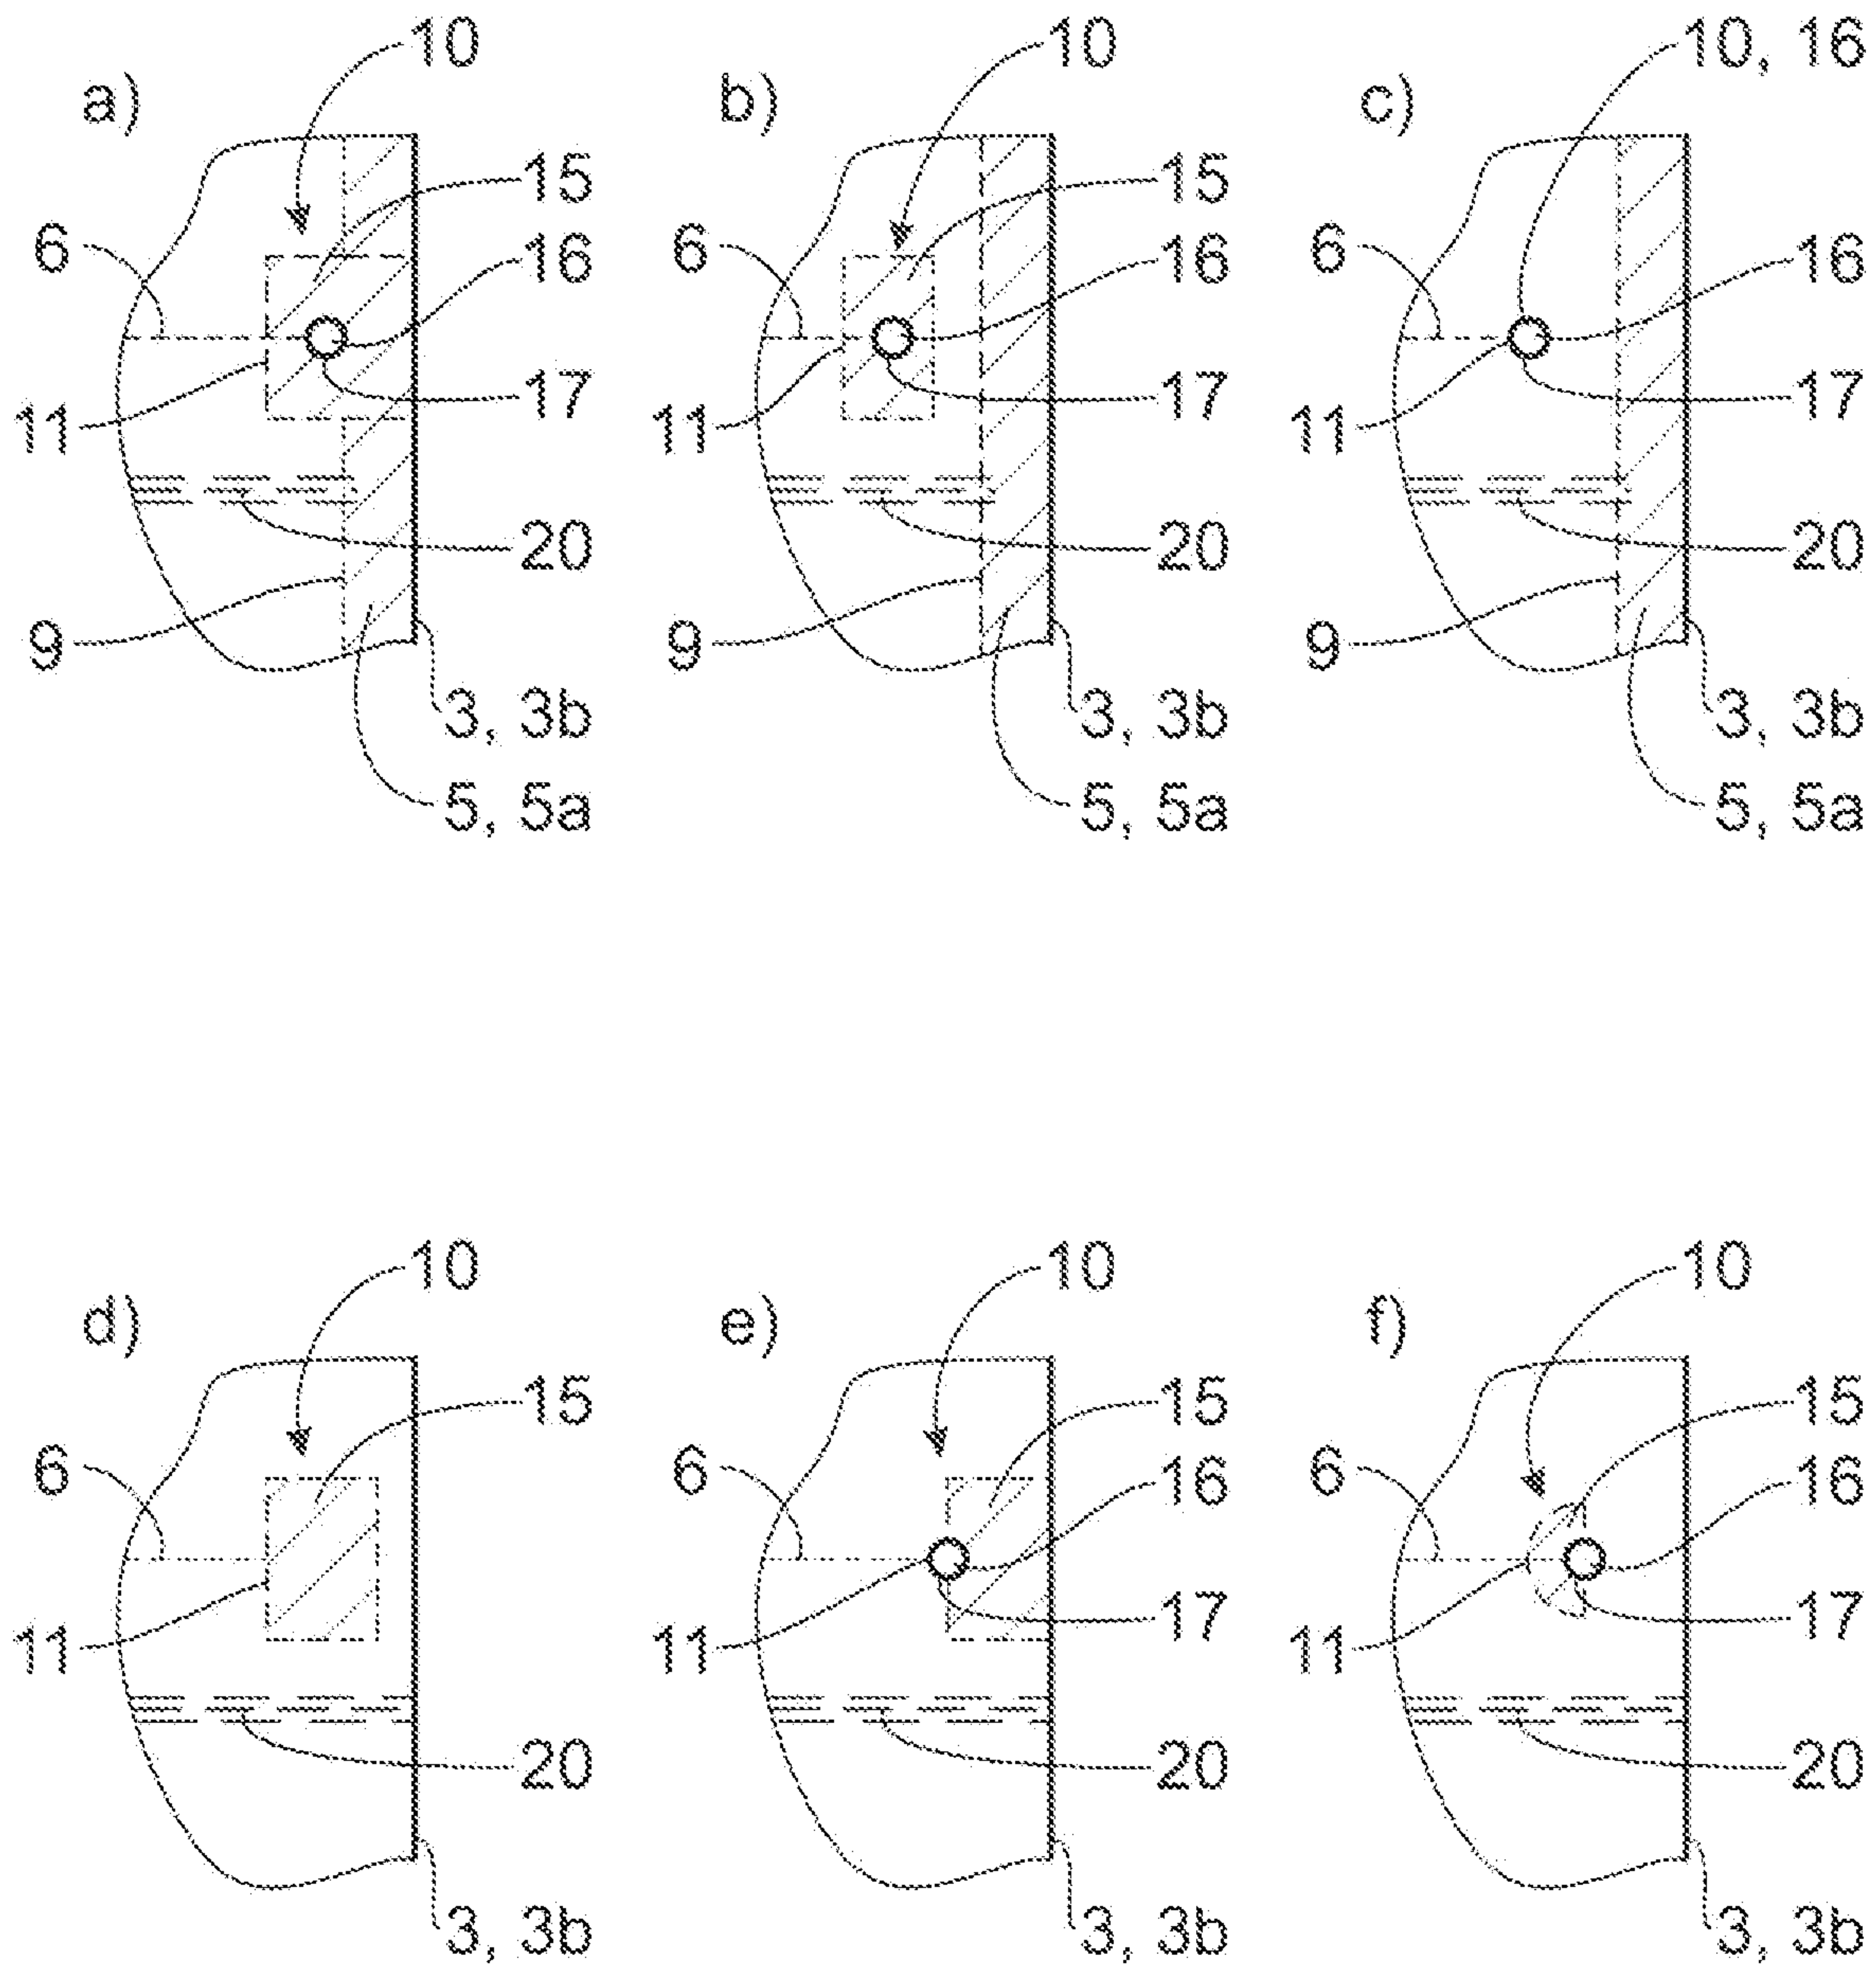 10 10 10, 16
a) b) c)
15 15
6 16 6 16 6 16
17 17 17
11 11 11
20 20 20
9 9 9
3, 3b 3, 3b 3, 3b
5, 5a 5, 5a 5, 5a
10 10 10
d) e) f)
15 15 15
6 6 16 6 16
17 17
11 11 11
20 20 20
3, 3b 3, 3b 3, 3b